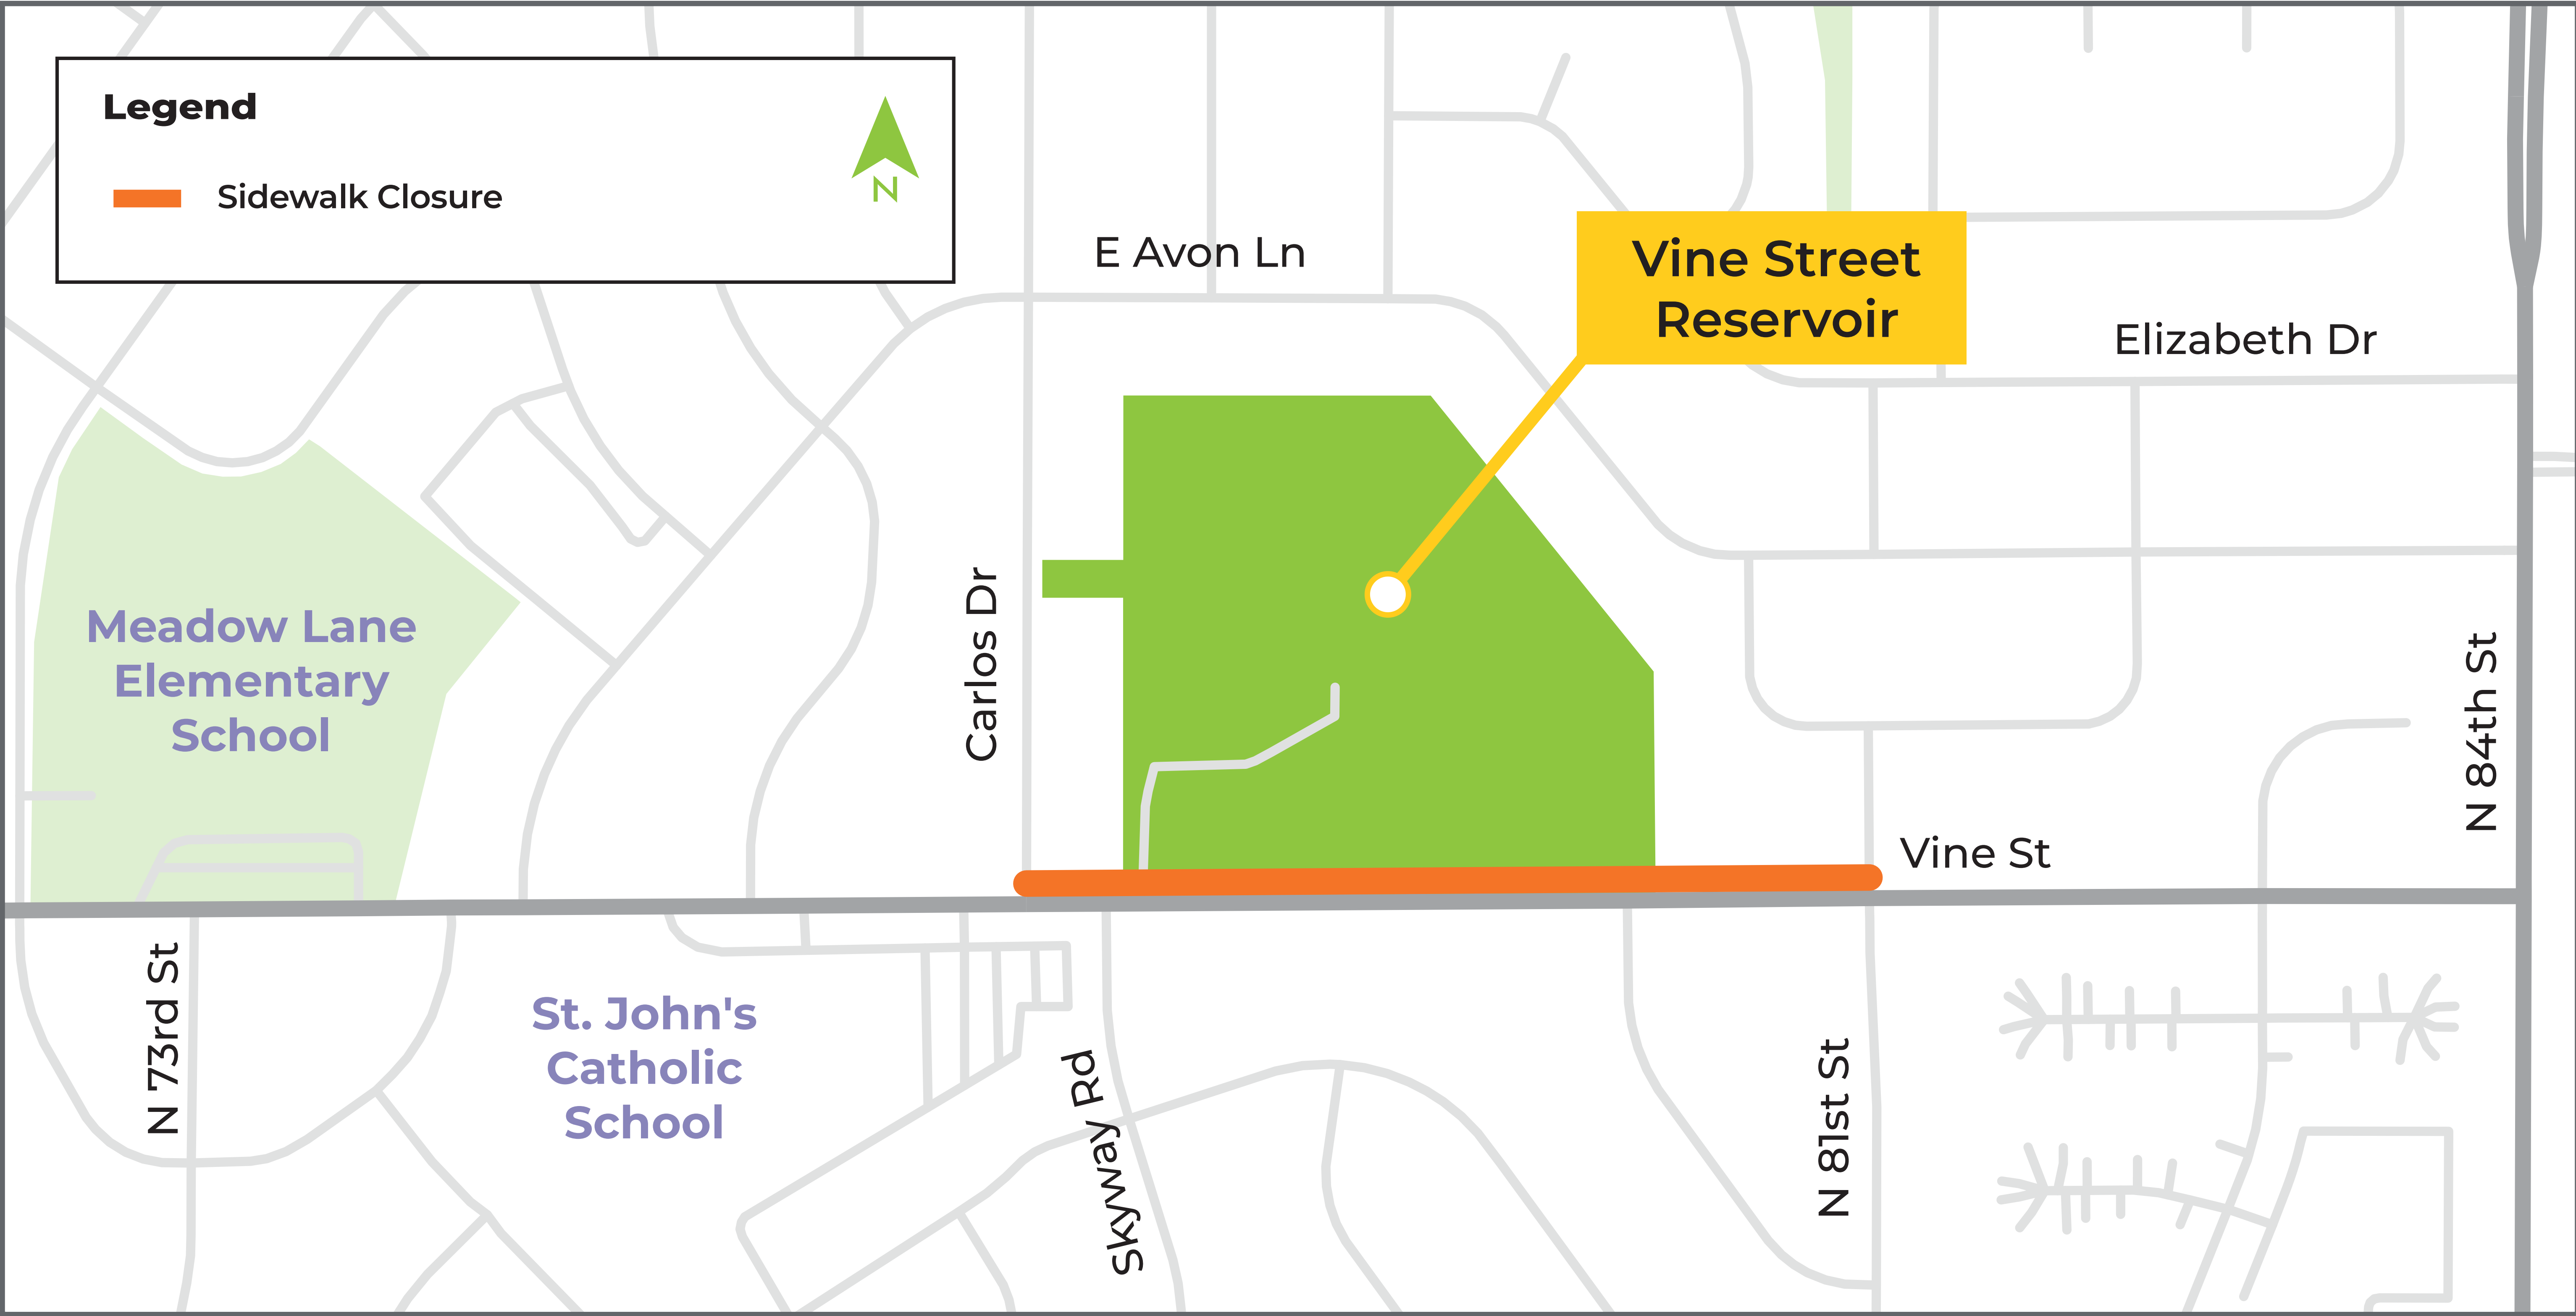 Legend
N
Sidewalk Closure
E Avon Ln
Vine Street
Reservoir
Elizabeth Dr
Carlos Dr
Meadow Lane
Elementary
School
N 84th St
Vine St
N 73rd St
St. John's
Catholic
School
Skyway Rd
N 81st St